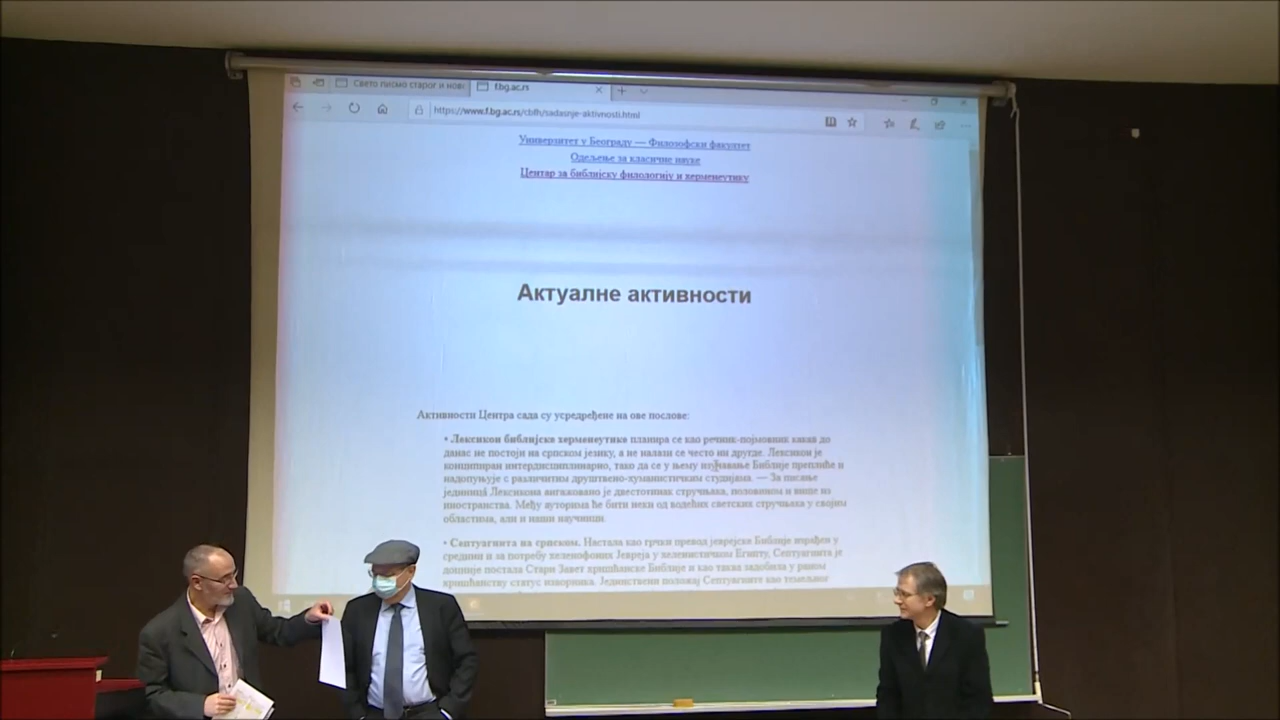 Свето писмо старог и нові
f.bg.ac.rs
https://www.f.bg.ac.rs/cbfh/sadasnje-aktivnosti.html
Универзитет у Београду — Филозофски факултет
Одељење за класичне науке
Центар за библијску филологију и херменеутику
Актуалне активности
Активности Центра сада су усредређене на ове послове:
• Лексикон библијске херменеутике планира се као речник-појмовник какав до
данас не постоји на српском језику, а не налази се често ни другде. Лексикон је
конципиран интердисциплинарно, тако да се у њему изучавање Библије преплиће и
надопуњује с различитим друштвено-хуманистичким студијама. — За писање
јединица Лексикона ангажовано је двестотинак стручњака, половином и више из
иностранства. Међу ауторима ће бити неки од водећих светских стручњака у својим
областима, али и наши научници.
• Септуагинта на српском. Настала као грчки превод јеврејске Библије израђен у
средини и за потребу хеленофоних Јевреја у хеленистичком Египту, Септуагинта је
доцније постала Стари Завет хришћанске Библије и као таква задобила у раном
хришћанству статус изворника. Јединствени положај Септуагинте као темељног